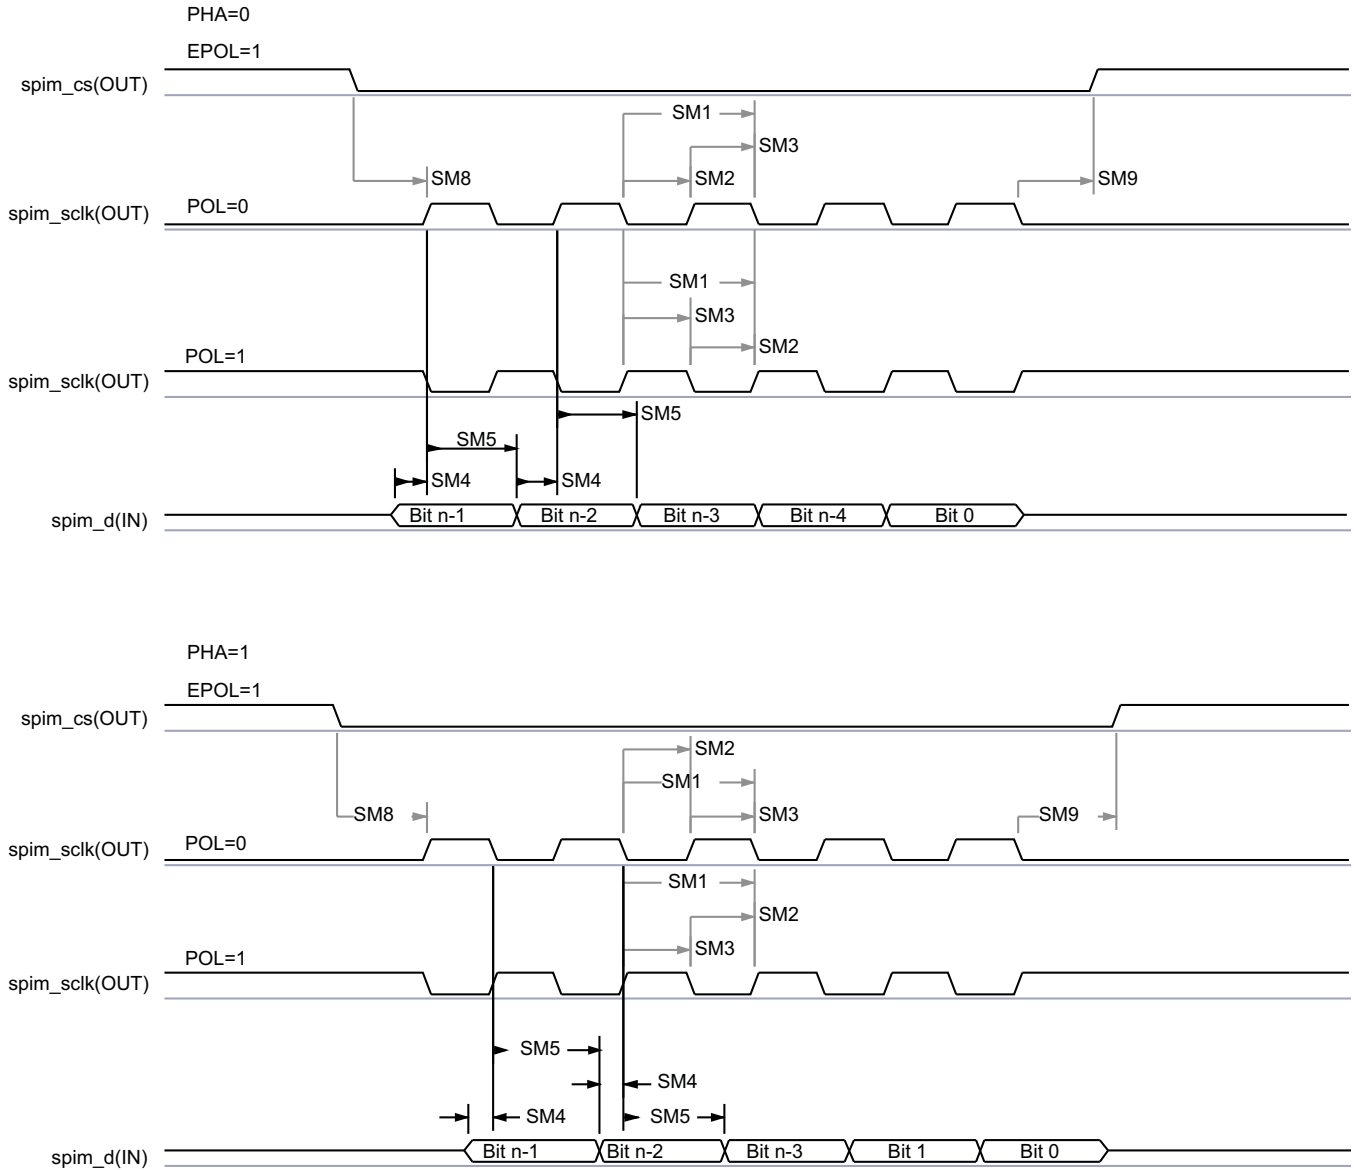 PHA=0
EPOL=1
spim_cs(OUT)
SM1
SM3
SM8 SM2 SM9
spim_sclk(OUT) POL=0
SM1
SM3
SM2
POL=1
spim_sclk(OUT)
SM5
SM5
SM4 SM4
spim_d(IN) Bit n-1 Bit n-2 Bit n-3 Bit n-4 Bit 0
PHA=1
EPOL=1
spim_cs(OUT)
SM2
SM1
SM8 SM3 SM9
spim_sclk(OUT) POL=0
SM1
SM2
SM3
POL=1
spim_sclk(OUT)
SM5
SM4
SM4 SM5
spim_d(IN) Bit n-1 Bit n-2 Bit n-3 Bit 1 Bit 0